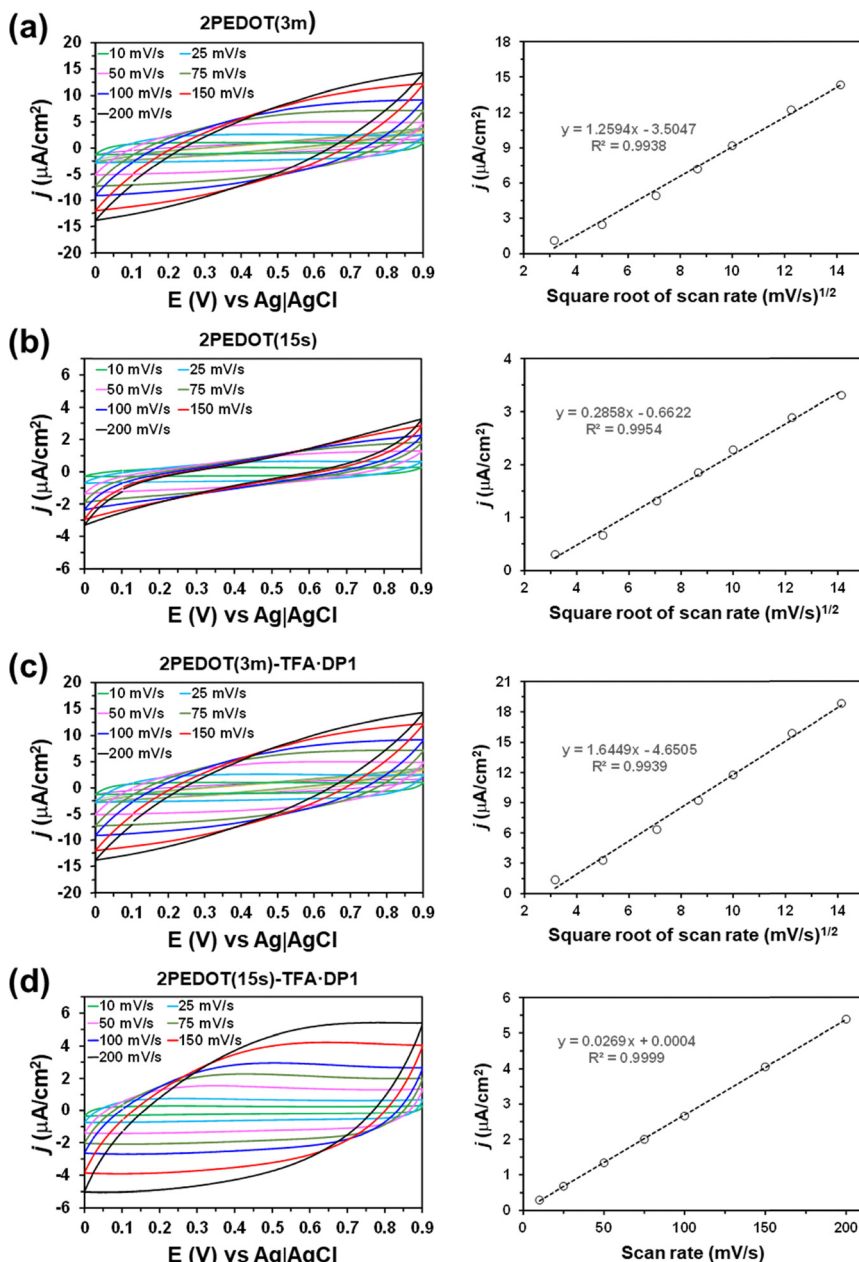 (a)
2PEDOT(3m)
10 mV/s 25 mV/s
50 mV/s 75 mV/s
100 mV/s 150 mV/s
200 mV/s
20
15
10
5
0
-5
-10
-15
-20
j (µA/cm²)
0 0.1 0.2 0.3 0.4 0.5 0.6 0.7 0.8 0.9
E (V) vs Ag|AgCl
18
15
12
9
6
3
0
j (µA/cm²)
y = 1.2594x - 3.5047
R² = 0.9938
2 4 6 8 10 12 14
Square root of scan rate (mV/s)¹/²
(b)
2PEDOT(15s)
10 mV/s 25 mV/s
50 mV/s 75 mV/s
100 mV/s 150 mV/s
200 mV/s
6
4
2
0
-2
-4
-6
j (µA/cm²)
0 0.1 0.2 0.3 0.4 0.5 0.6 0.7 0.8 0.9
E (V) vs Ag|AgCl
4
3
2
1
0
j (µA/cm²)
y = 0.2858x - 0.6622
R² = 0.9954
2 4 6 8 10 12 14
Square root of scan rate (mV/s)¹/²
(c)
2PEDOT(3m)-TFA·DP1
10 mV/s 25 mV/s
50 mV/s 75 mV/s
100 mV/s 150 mV/s
200 mV/s
20
15
10
5
0
-5
-10
-15
-20
j (µA/cm²)
0 0.1 0.2 0.3 0.4 0.5 0.6 0.7 0.8 0.9
E (V) vs Ag|AgCl
21
18
15
12
9
6
3
0
j (µA/cm²)
y = 1.6449x - 4.6505
R² = 0.9939
2 4 6 8 10 12 14
Square root of scan rate (mV/s)¹/²
(d)
2PEDOT(15s)-TFA·DP1
10 mV/s 25 mV/s
50 mV/s 75 mV/s
100 mV/s 150 mV/s
200 mV/s
6
4
2
0
-2
-4
-6
j (µA/cm²)
0 0.1 0.2 0.3 0.4 0.5 0.6 0.7 0.8 0.9
E (V) vs Ag|AgCl
6
5
4
3
2
1
0
j (µA/cm²)
y = 0.0269x + 0.0004
R² = 0.9999
0 50 100 150 200
Scan rate (mV/s)